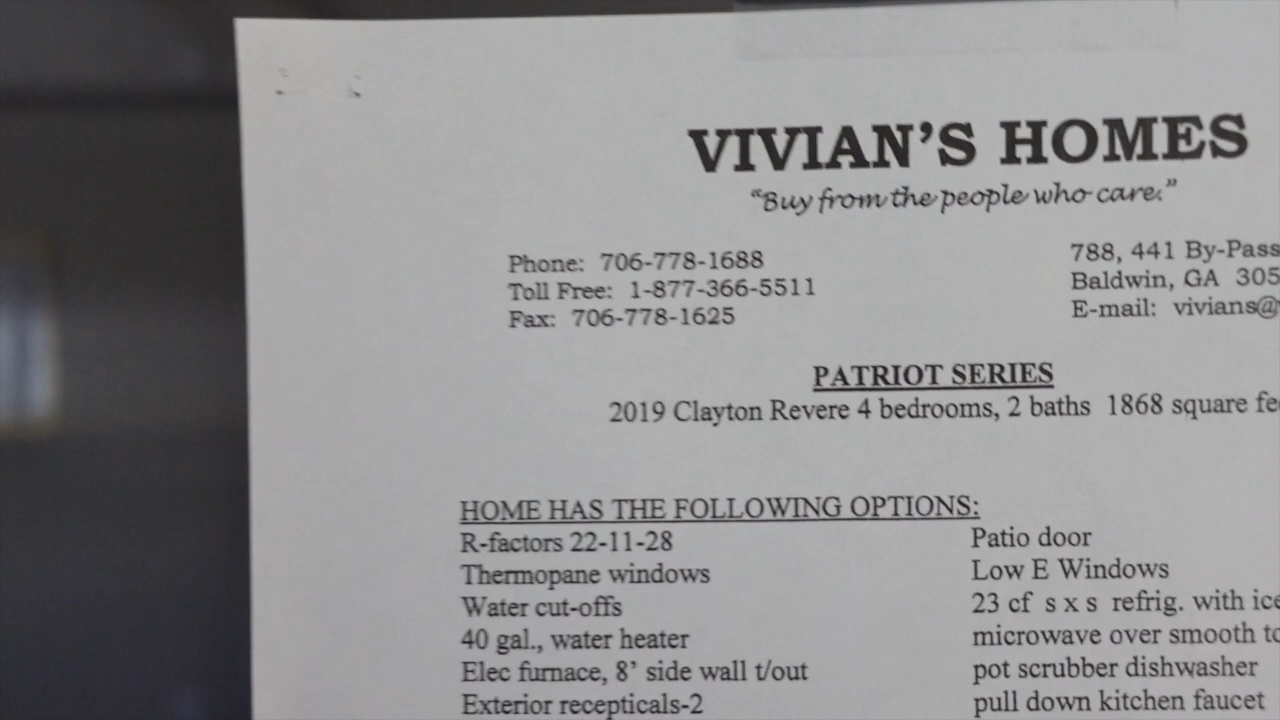 VIVIAN'S HOMES
"Buy from the people who care."
Phone: 706-778-1688
Toll Free: 1-877-366-5511
Fax: 706-778-1625
788, 441 By-Pass
Baldwin, GA 305
E-mail: vivians@
PATRIOT SERIES
2019 Clayton Revere 4 bedrooms, 2 baths 1868 square
HOME HAS THE FOLLOWING OPTIONS:
R-factors 22-11-28
Thermopane windows
Water cut-offs
40 gal., water heater
Elec furnace, 8' side wall t/out
Exterior recepticals-2
Patio door
Low E Windows
23 cf s x s refrig. with ice
microwave over smooth
pot scrubber dishwasher
pull down kitchen faucet